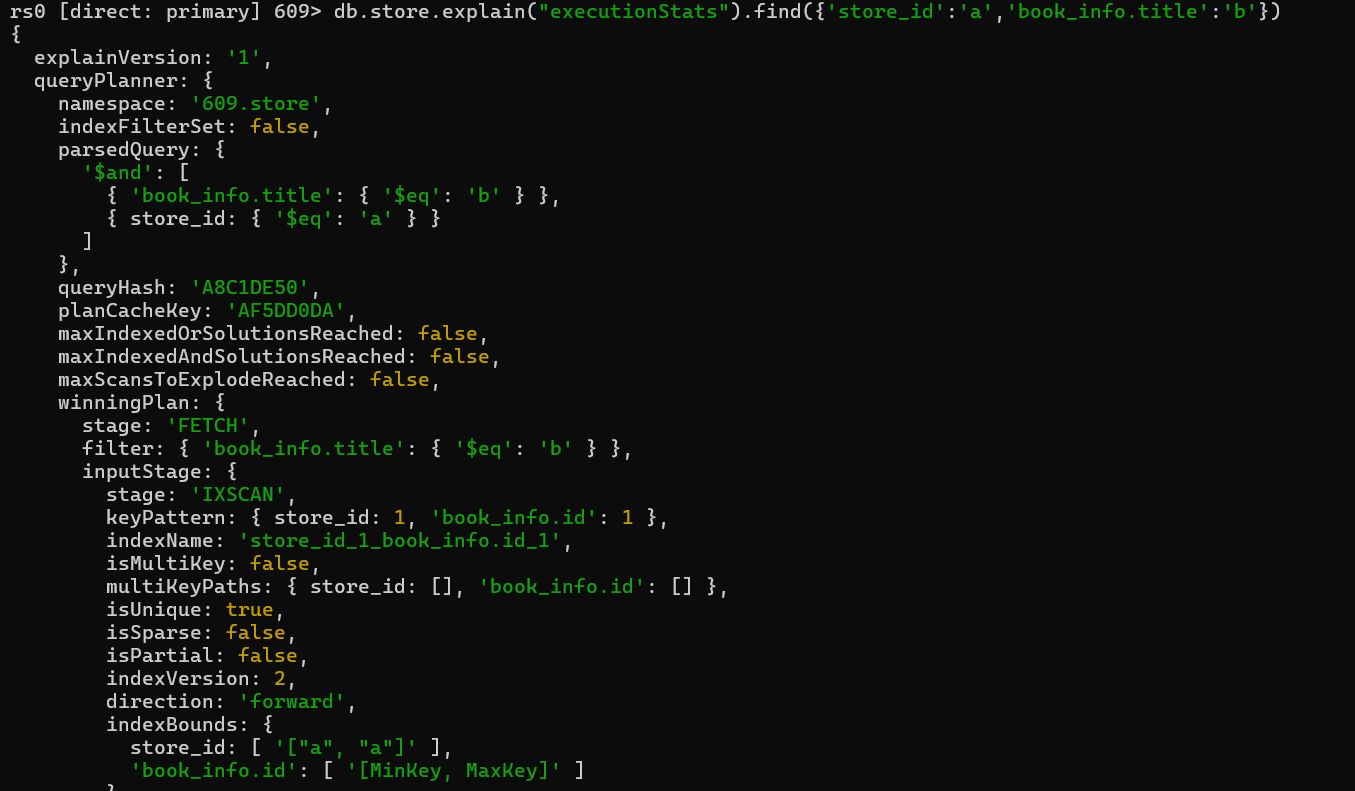 rs0 [direct: primary] 609> db.store.explain("executionStats").find({'store_id':'a','book_info.title':'b'})
{
  explainVersion: '1',
  queryPlanner: {
    namespace: '609.store',
    indexFilterSet: false,
    parsedQuery: {
      '$and': [
        { 'book_info.title': { '$eq': 'b' } },
        { store_id: { '$eq': 'a' } }
      ]
    },
    queryHash: 'A8C1DE50',
    planCacheKey: 'AF5DD0DA',
    maxIndexedOrSolutionsReached: false,
    maxIndexedAndSolutionsReached: false,
    maxScansToExplodeReached: false,
    winningPlan: {
      stage: 'FETCH',
      filter: { 'book_info.title': { '$eq': 'b' } },
      inputStage: {
        stage: 'IXSCAN',
        keyPattern: { store_id: 1, 'book_info.id': 1 },
        indexName: 'store_id_1_book_info.id_1',
        isMultiKey: false,
        multiKeyPaths: { store_id: [], 'book_info.id': [] },
        isUnique: true,
        isSparse: false,
        isPartial: false,
        indexVersion: 2,
        direction: 'forward',
        indexBounds: {
          store_id: [ '["a", "a"]' ],
          'book_info.id': [ '[MinKey, MaxKey]' ]
        }